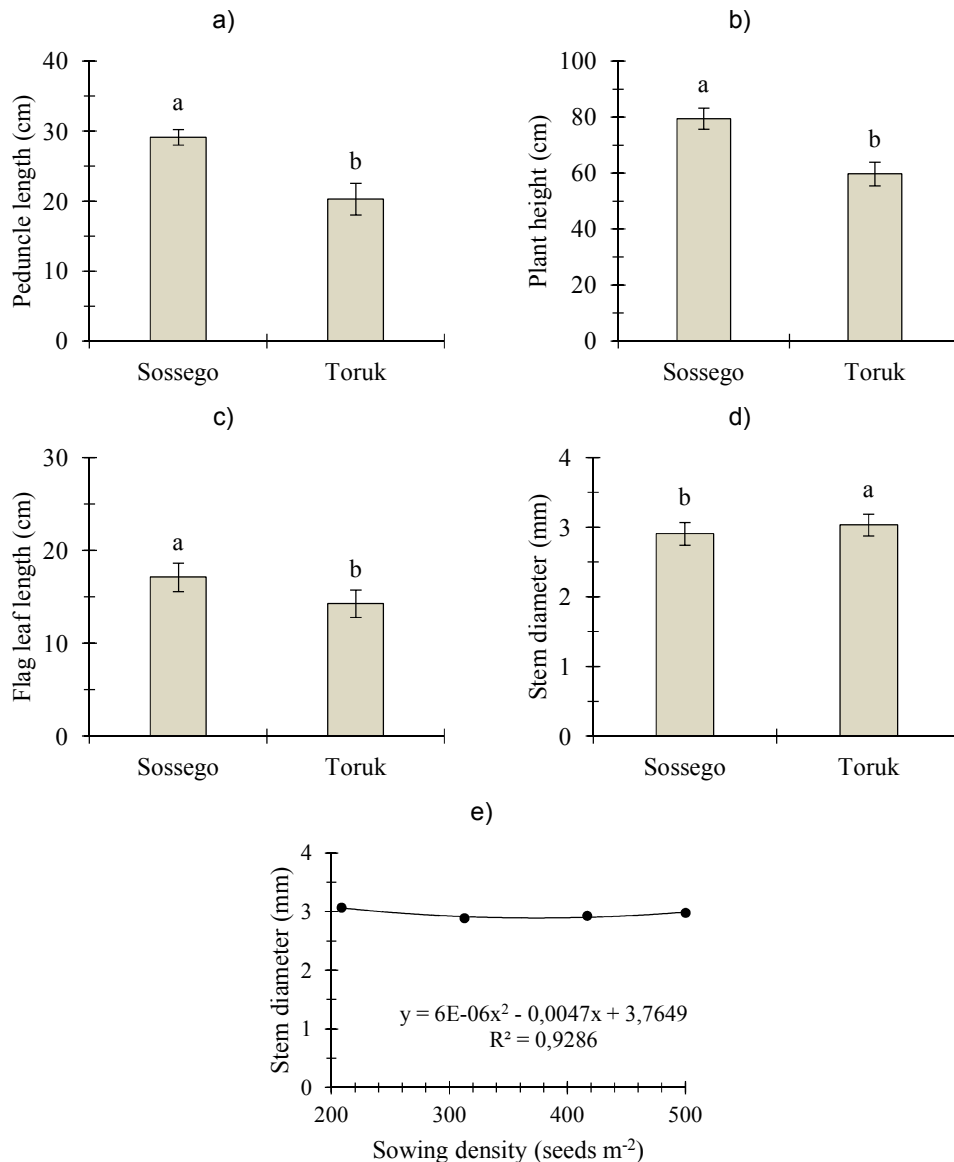 a)
Peduncle length (cm)
40
30
20
10
0
a
b
Sossego
Toruk
b)
Plant height (cm)
100
80
60
40
20
0
a
b
Sossego
Toruk
c)
Flag leaf length (cm)
30
20
10
0
a
b
Sossego
Toruk
d)
Stem diameter (mm)
4
3
2
1
0
b
a
Sossego
Toruk
e)
Stem diameter (mm)
4
3
2
1
0
y = 6E-06x² - 0,0047x + 3,7649
R² = 0,9286
200
300
400
500
Sowing density (seeds m⁻²)